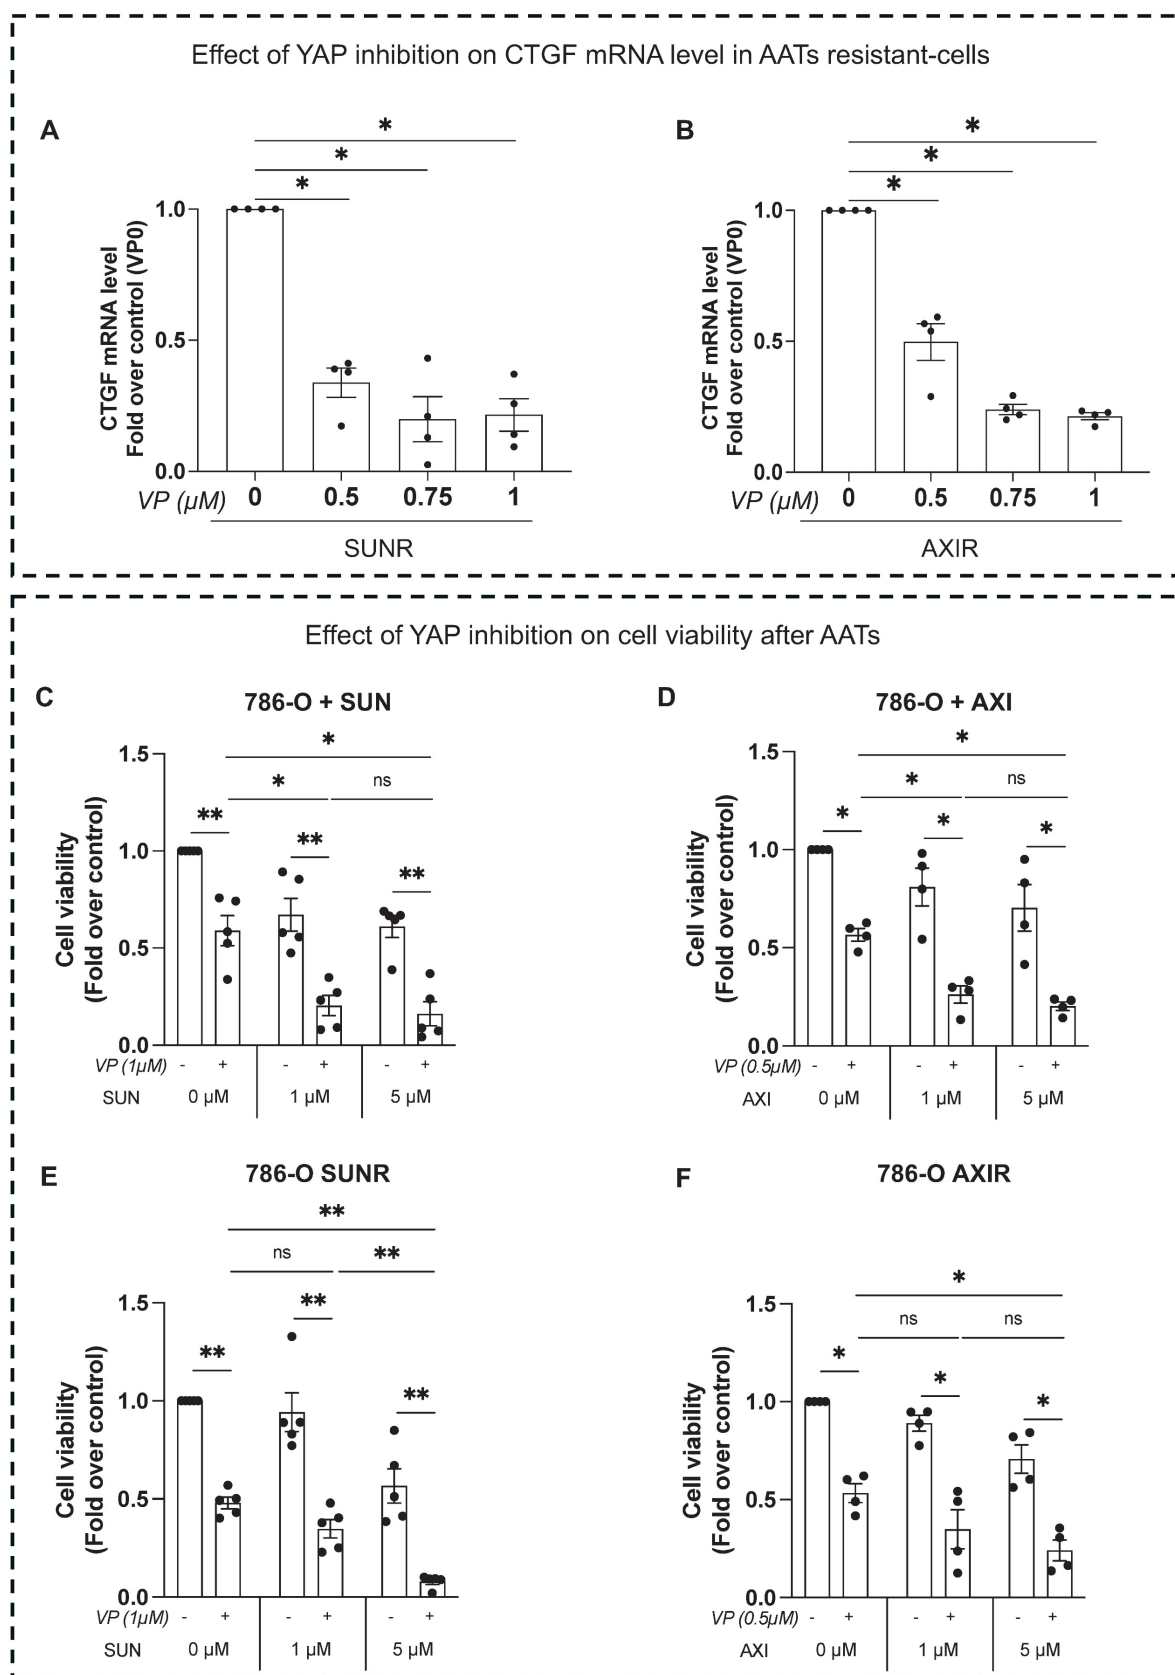 Effect of YAP inhibition on CTGF mRNA level in AATs resistant-cells
A
*
*
*
CTGF mRNA level
Fold over control (VP0)
1.0
0.5
0.0
VP (µM) 0 0.5 0.75 1
SUNR
B
*
*
*
CTGF mRNA level
Fold over control (VP0)
1.0
0.5
0.0
VP (µM) 0 0.5 0.75 1
AXIR
Effect of YAP inhibition on cell viability after AATs
C
786-O + SUN
*
* ns
** ** **
Cell viability
(Fold over control)
1.5
1.0
0.5
0.0
VP (1µM) - + - + - +
SUN 0 µM 1 µM 5 µM
D
786-O + AXI
*
* ns
* * *
Cell viability
(Fold over control)
1.5
1.0
0.5
0.0
VP (0.5µM) - + - + - +
AXI 0 µM 1 µM 5 µM
E
786-O SUNR
**
ns **
** ** **
Cell viability
(Fold over control)
1.5
1.0
0.5
0.0
VP (1µM) - + - + - +
SUN 0 µM 1 µM 5 µM
F
786-O AXIR
*
ns ns
* * *
Cell viability
(Fold over control)
1.5
1.0
0.5
0.0
VP (0.5µM) - + - + - +
AXI 0 µM 1 µM 5 µM